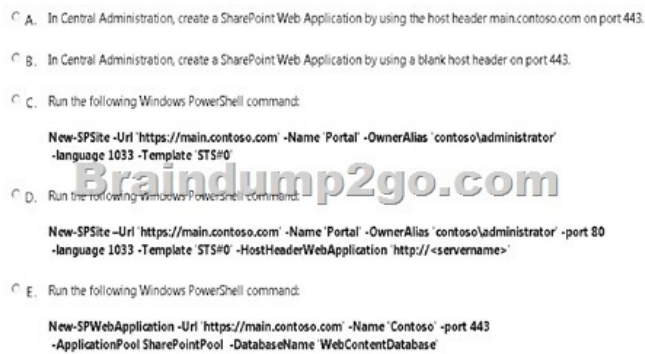 A. In Central Administration, create a SharePoint Web Application by using the host header main.contoso.com on port 443.
B. In Central Administration, create a SharePoint Web Application by using a blank host header on port 443.
C. Run the following Windows PowerShell command:
New-SPSite -Url 'https://main.contoso.com' -Name 'Portal' -OwnerAlias 'contoso\administrator'
-language 1033 -Template 'STS#0'
Braindump2go.com
D. Run the following Windows PowerShell command:
New-SPSite –Url 'https://main.contoso.com' -Name 'Portal' -OwnerAlias 'contoso\administrator' -port 80
-language 1033 -Template 'STS#0' -HostHeaderWebApplication 'http://<servername>'
E. Run the following Windows PowerShell command:
New-SPWebApplication -Url 'https://main.contoso.com' -Name 'Contoso' -port 443
-ApplicationPool SharePointPool -DatabaseName 'WebContentDatabase'